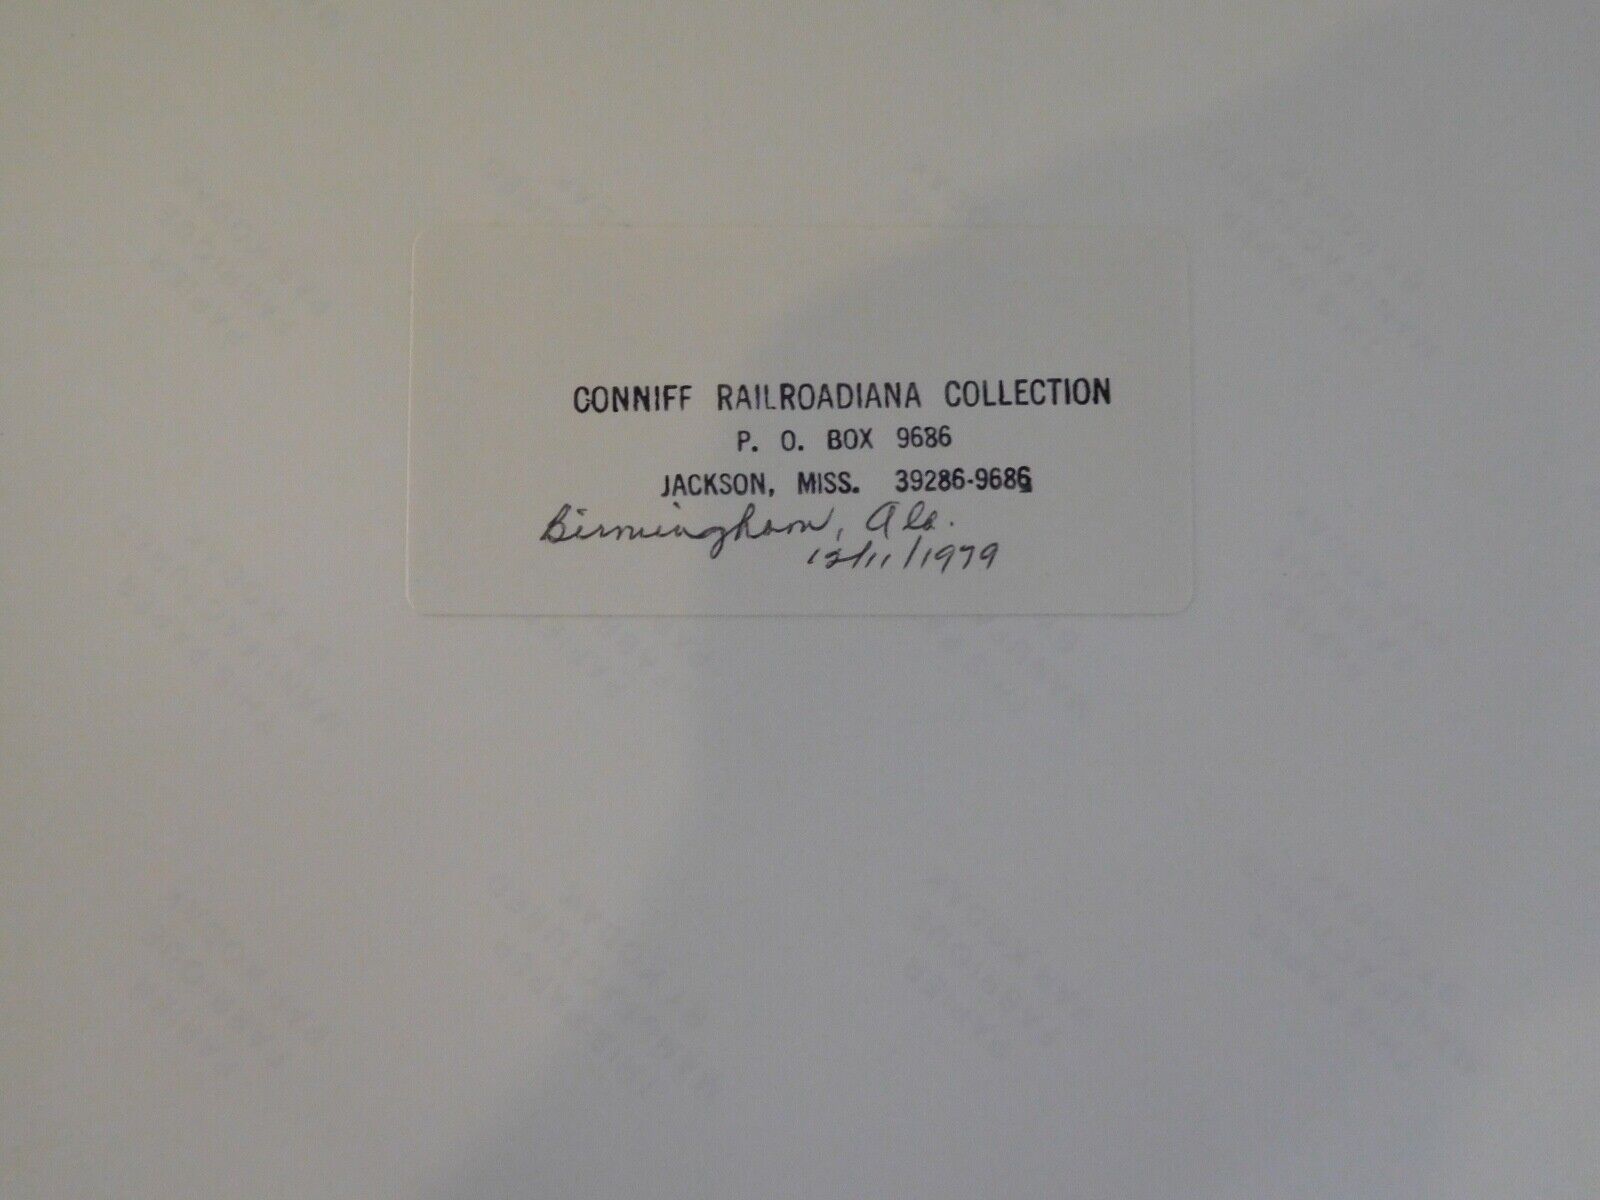 CONNIFF RAILROADIANA COLLECTION
P. O. BOX 9686
JACKSON, MISS. 39286-9686
Birmingham, Ala.
12/11/1979